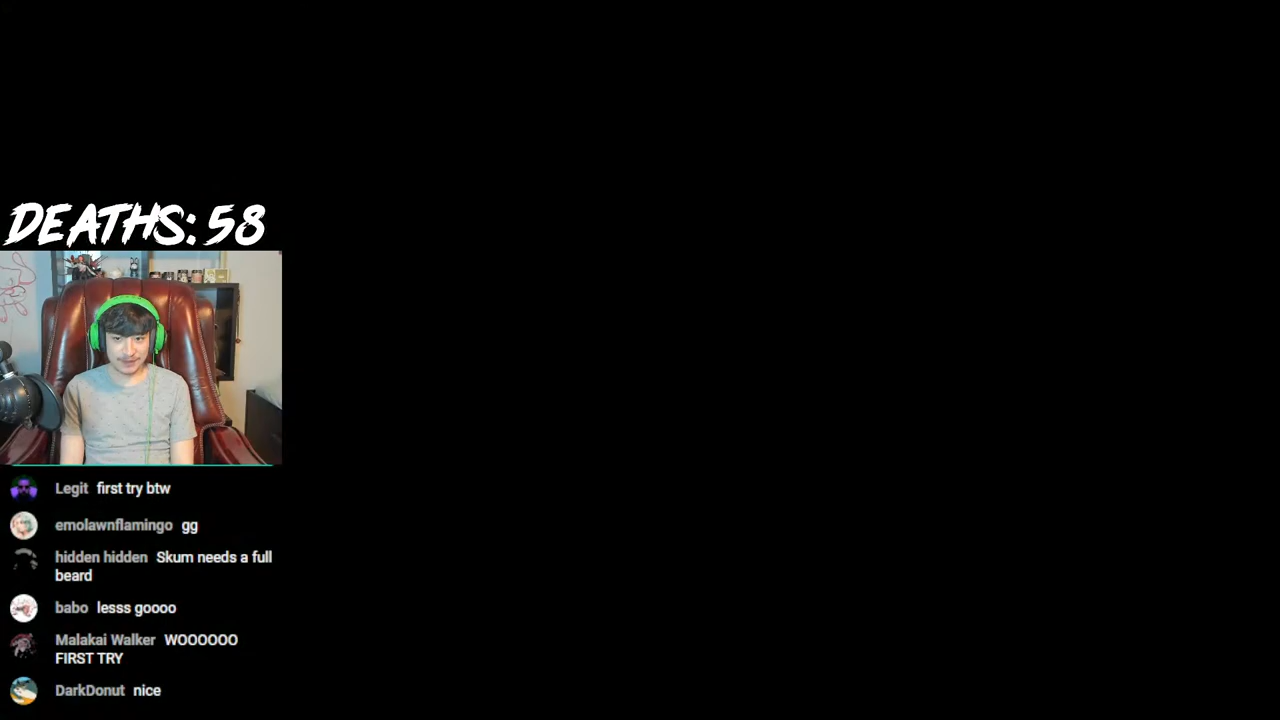 DEATHS: 58
Legit first try btw
emolawnflamingo gg
hidden hidden Skum needs a full
beard
babo lesss goooo
Malakai Walker WOOOOOO
FIRST TRY
DarkDonut nice